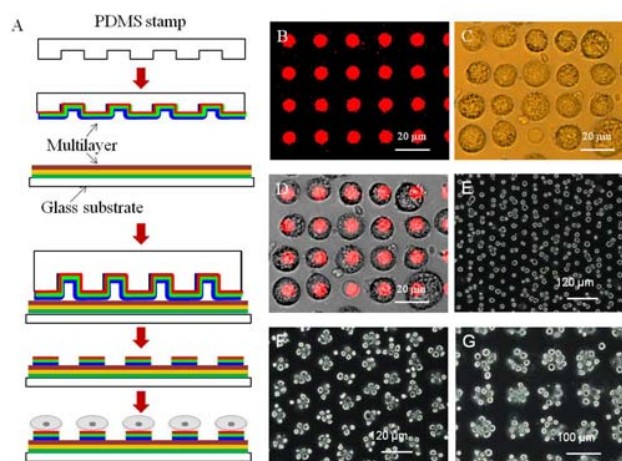 A
PDMS stamp
Multilayer
Glass substrate
B
20 µm
C
20 µm
D
20 µm
E
120 µm
F
20 µm
G
100 µm